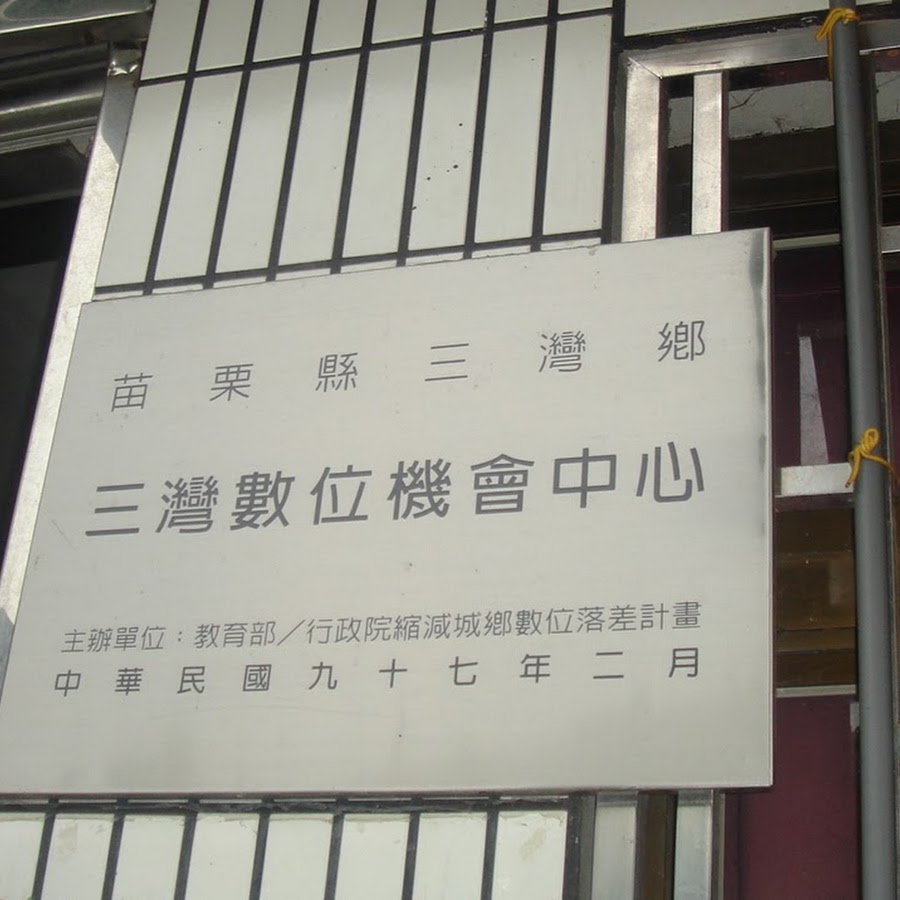 苗栗縣三灣鄉
三灣數位機會中心
主辦單位：教育部／行政院縮減城鄉數位落差計畫
中華民國九十七年二月